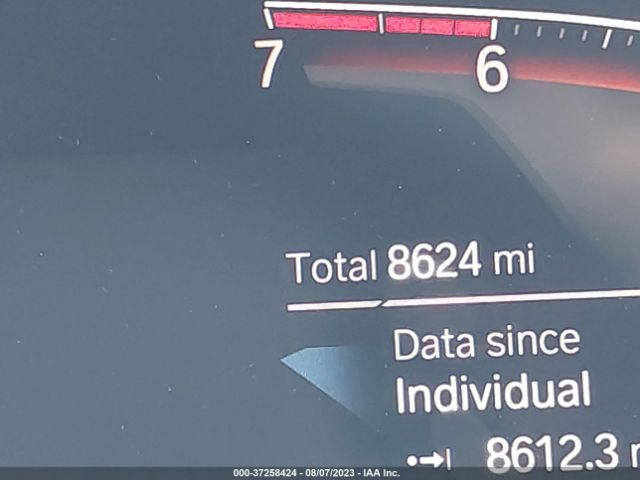 7 6
Total 8624 mi
Data since
Individual
8612.3
000-37258424 - 08/07/2023 - IAA Inc.